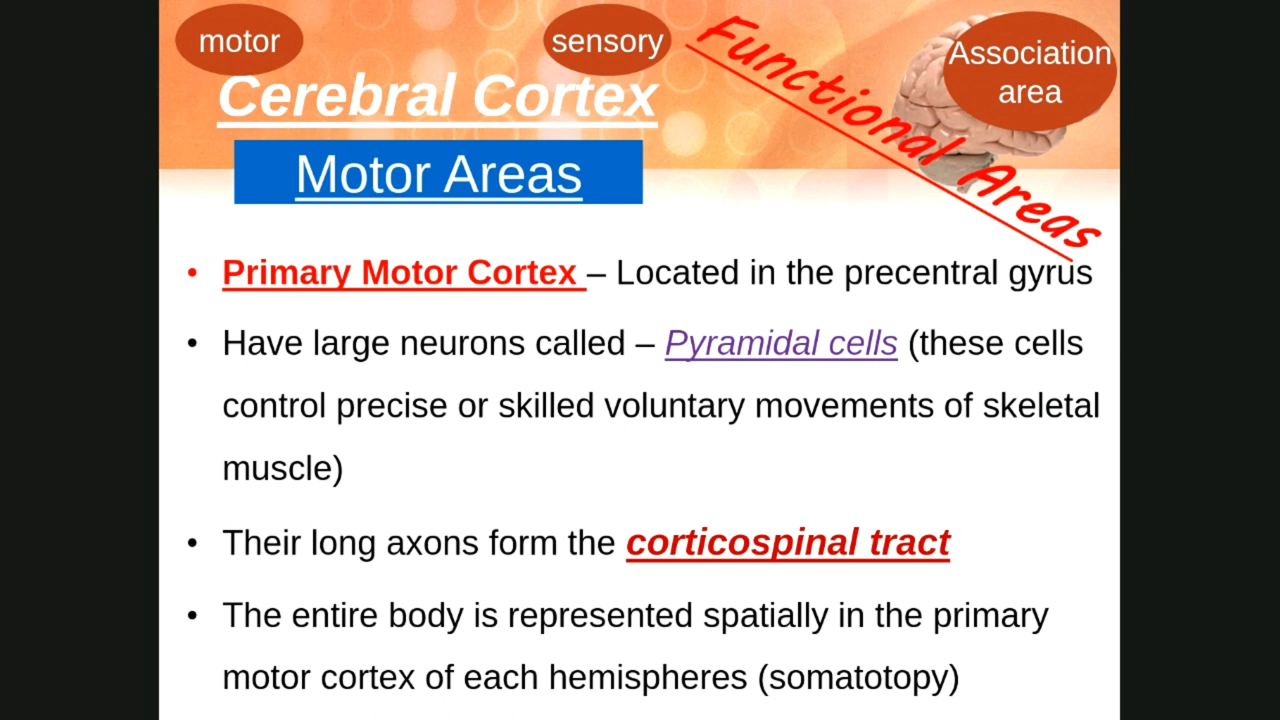 motor
sensory
Association
area
Functional Areas
Cerebral Cortex
Motor Areas
• Primary Motor Cortex – Located in the precentral gyrus
• Have large neurons called – Pyramidal cells (these cells
control precise or skilled voluntary movements of skeletal
muscle)
• Their long axons form the corticospinal tract
• The entire body is represented spatially in the primary
motor cortex of each hemispheres (somatotopy)